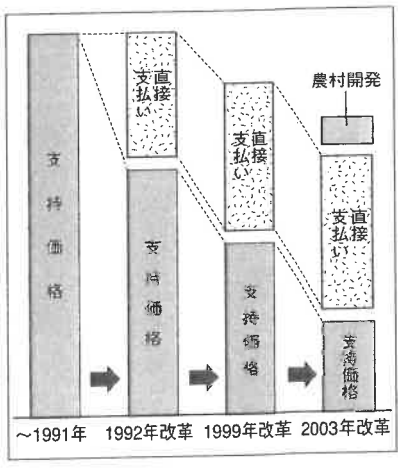 農村開発
支持価格
直接
支払い
支持価格
直接
支払い
支持価格
直接
支払い
支持価格
～1991年 1992年改革 1999年改革 2003年改革